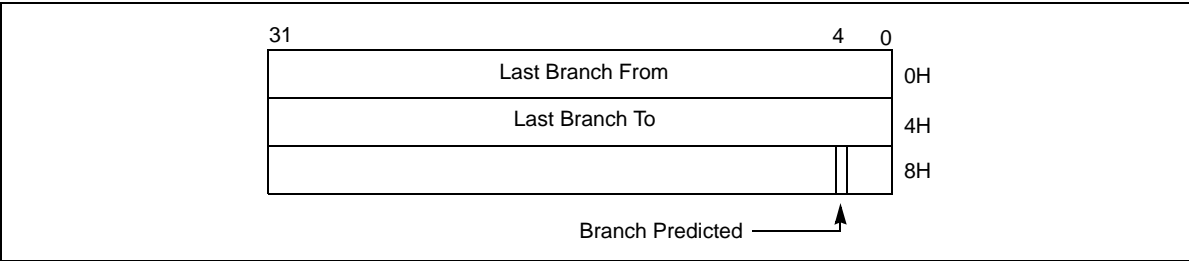 31 4 0
Last Branch From 0H
Last Branch To 4H
8H
Branch Predicted